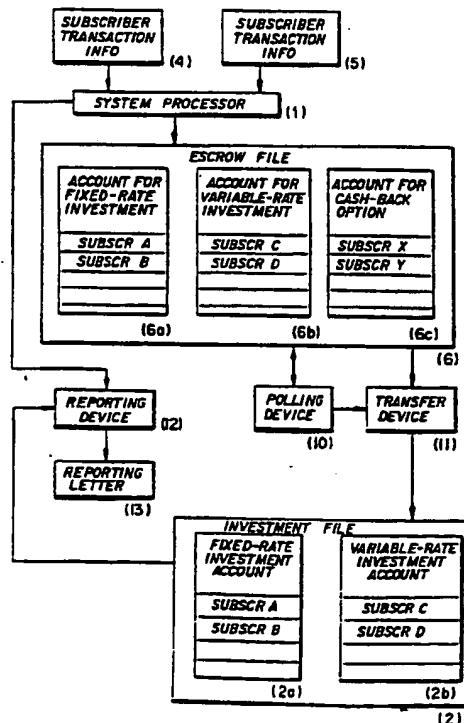 SUBSCRIBER
TRANSACTION
INFO
(4)
SUBSCRIBER
TRANSACTION
INFO
(5)
SYSTEM PROCESSOR
(1)
ESCROW FILE
ACCOUNT FOR
FIXED-RATE
INVESTMENT
SUBSCR A
SUBSCR B
(6a)
ACCOUNT FOR
VARIABLE-RATE
INVESTMENT
SUBSCR C
SUBSCR D
(6b)
ACCOUNT FOR
CASH-BACK
OPTION
SUBSCR X
SUBSCR Y
(6c)
(6)
REPORTING
DEVICE
(12)
POLLING
DEVICE
(10)
TRANSFER
DEVICE
(11)
REPORTING
LETTER
(13)
INVESTMENT FILE
FIXED-RATE
INVESTMENT
ACCOUNT
SUBSCR A
SUBSCR B
(2a)
VARIABLE-RATE
INVESTMENT
ACCOUNT
SUBSCR C
SUBSCR D
(2b)
(2)